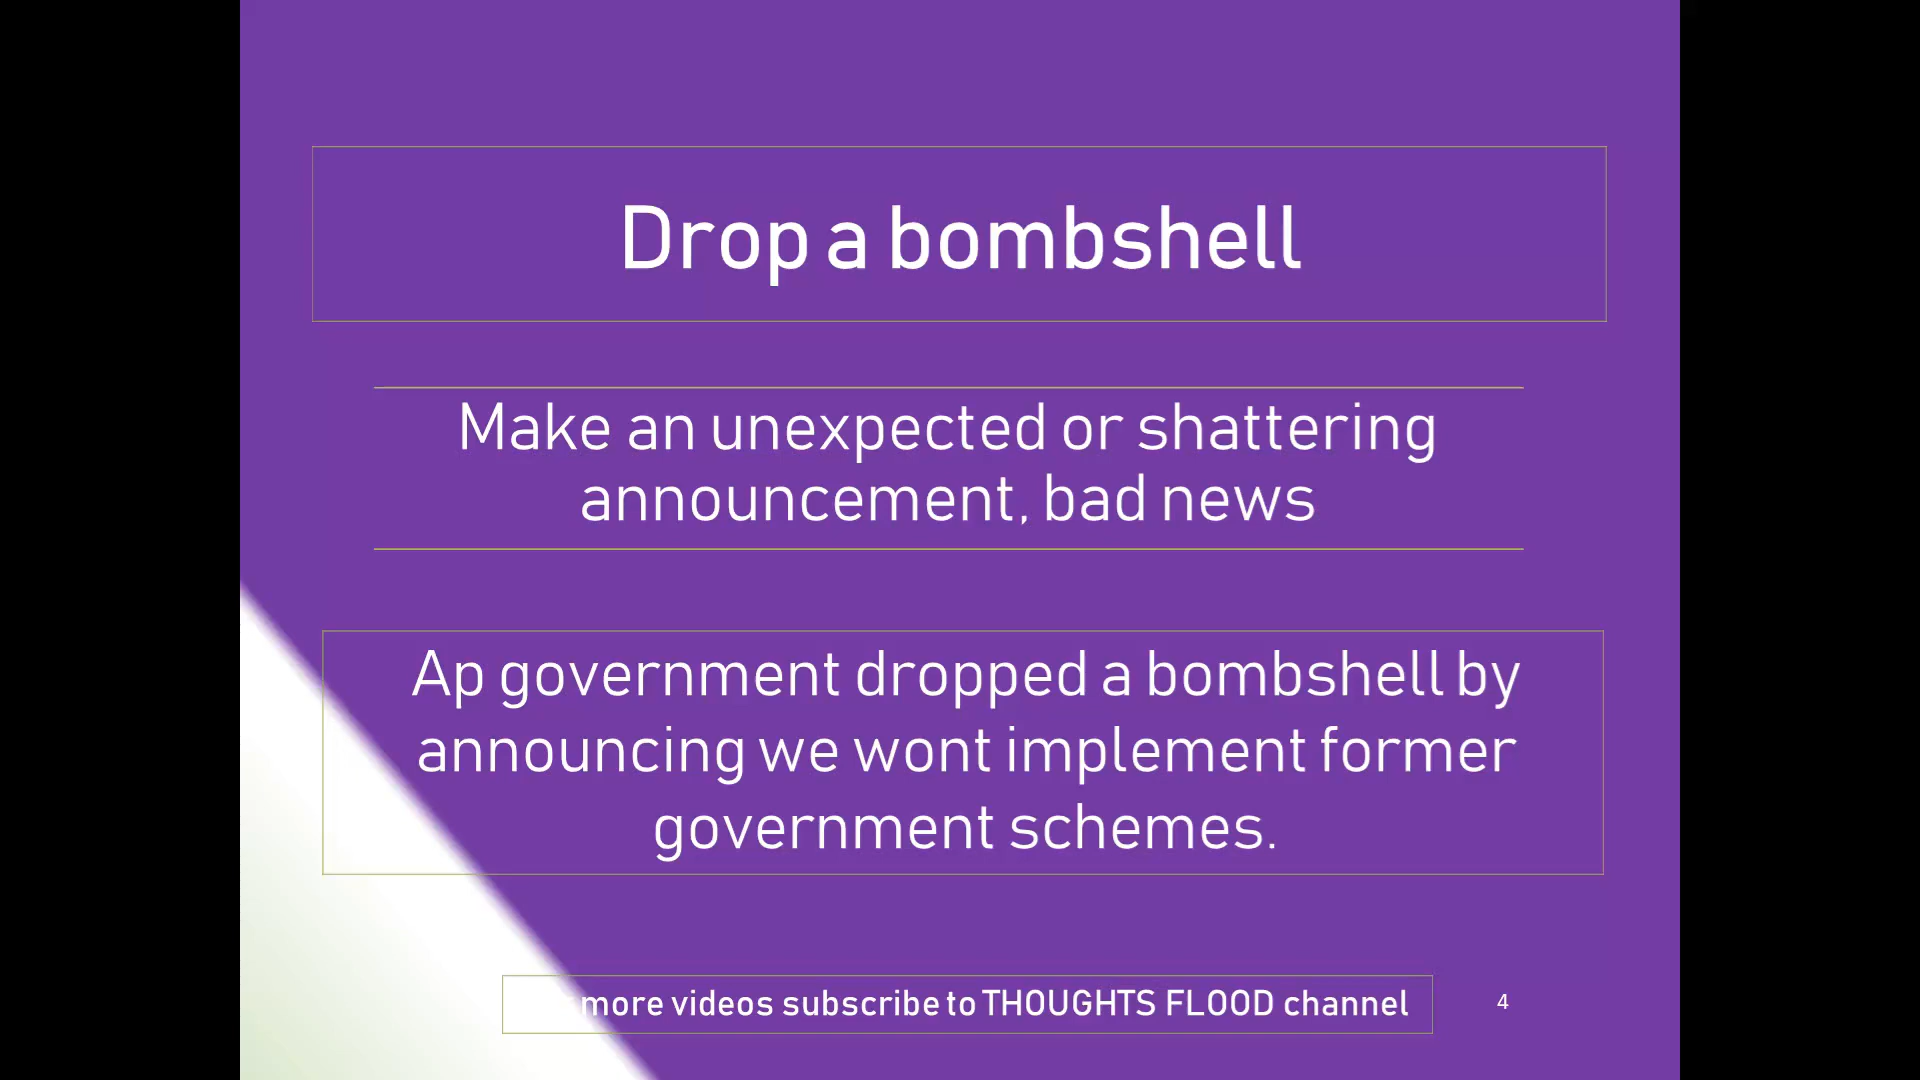 Drop a bombshell
Make an unexpected or shattering
announcement, bad news
Ap government dropped a bombshell by
announcing we wont implement former
government schemes.
more videos subscribe to THOUGHTS FLOOD channel
4